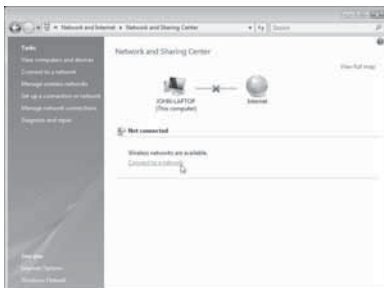 Network and Internet Network and Sharing Center Search
Tasks
View computers and devices
Connect to a network
Manage wireless networks
Set up a connection or network
Manage network connections
Diagnose and repair
Network and Sharing Center
View full map
JOHN-LAPTOP
(This computer)
Internet
Not connected
Wireless networks are available.
Connect to a network
See also
Internet Options
Windows Firewall